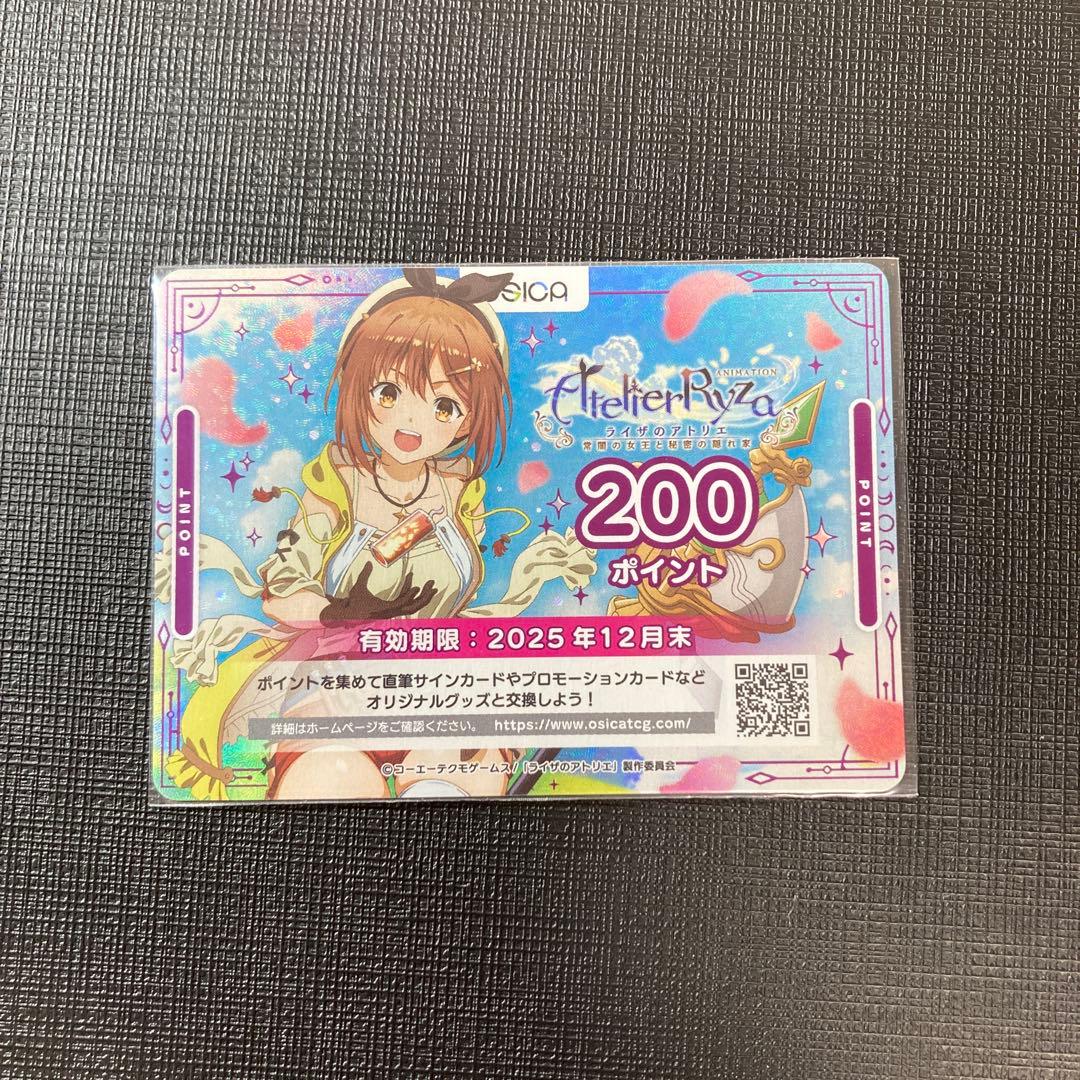 OSICA
ANIMATION
Atelier Ryza
ライザのアトリエ
常闇の女王と秘密の隠れ家
200
ポイント
POINT
POINT
有効期限：2025年12月末
ポイントを集めて直筆サインカードやプロモーションカードなど
オリジナルグッズと交換しよう！
詳細はホームページをご確認ください。 https://www.osicatcg.com/
©コーエーテクモゲームス/「ライザのアトリエ」製作委員会